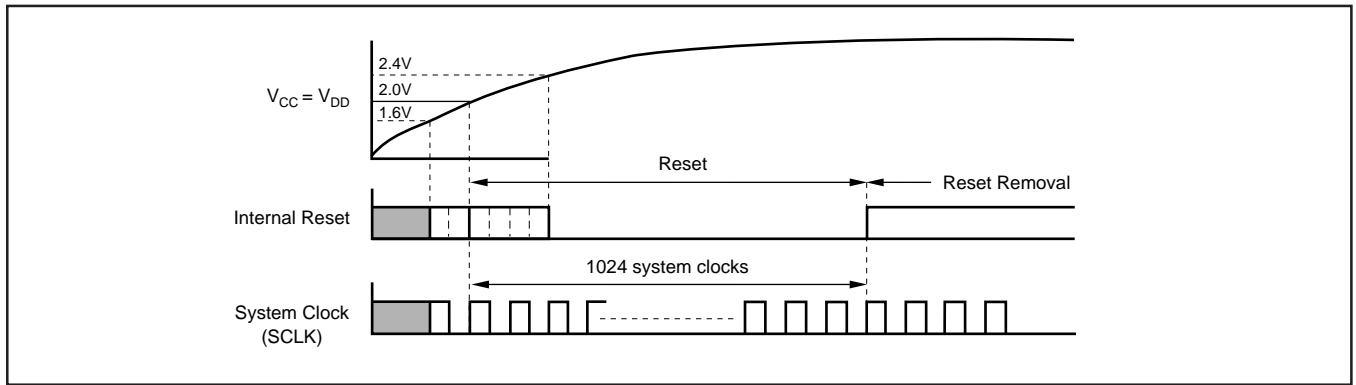 2.4V
V_CC = V_DD
2.0V
1.6V
Reset
Reset Removal
Internal Reset
1024 system clocks
System Clock
(SCLK)